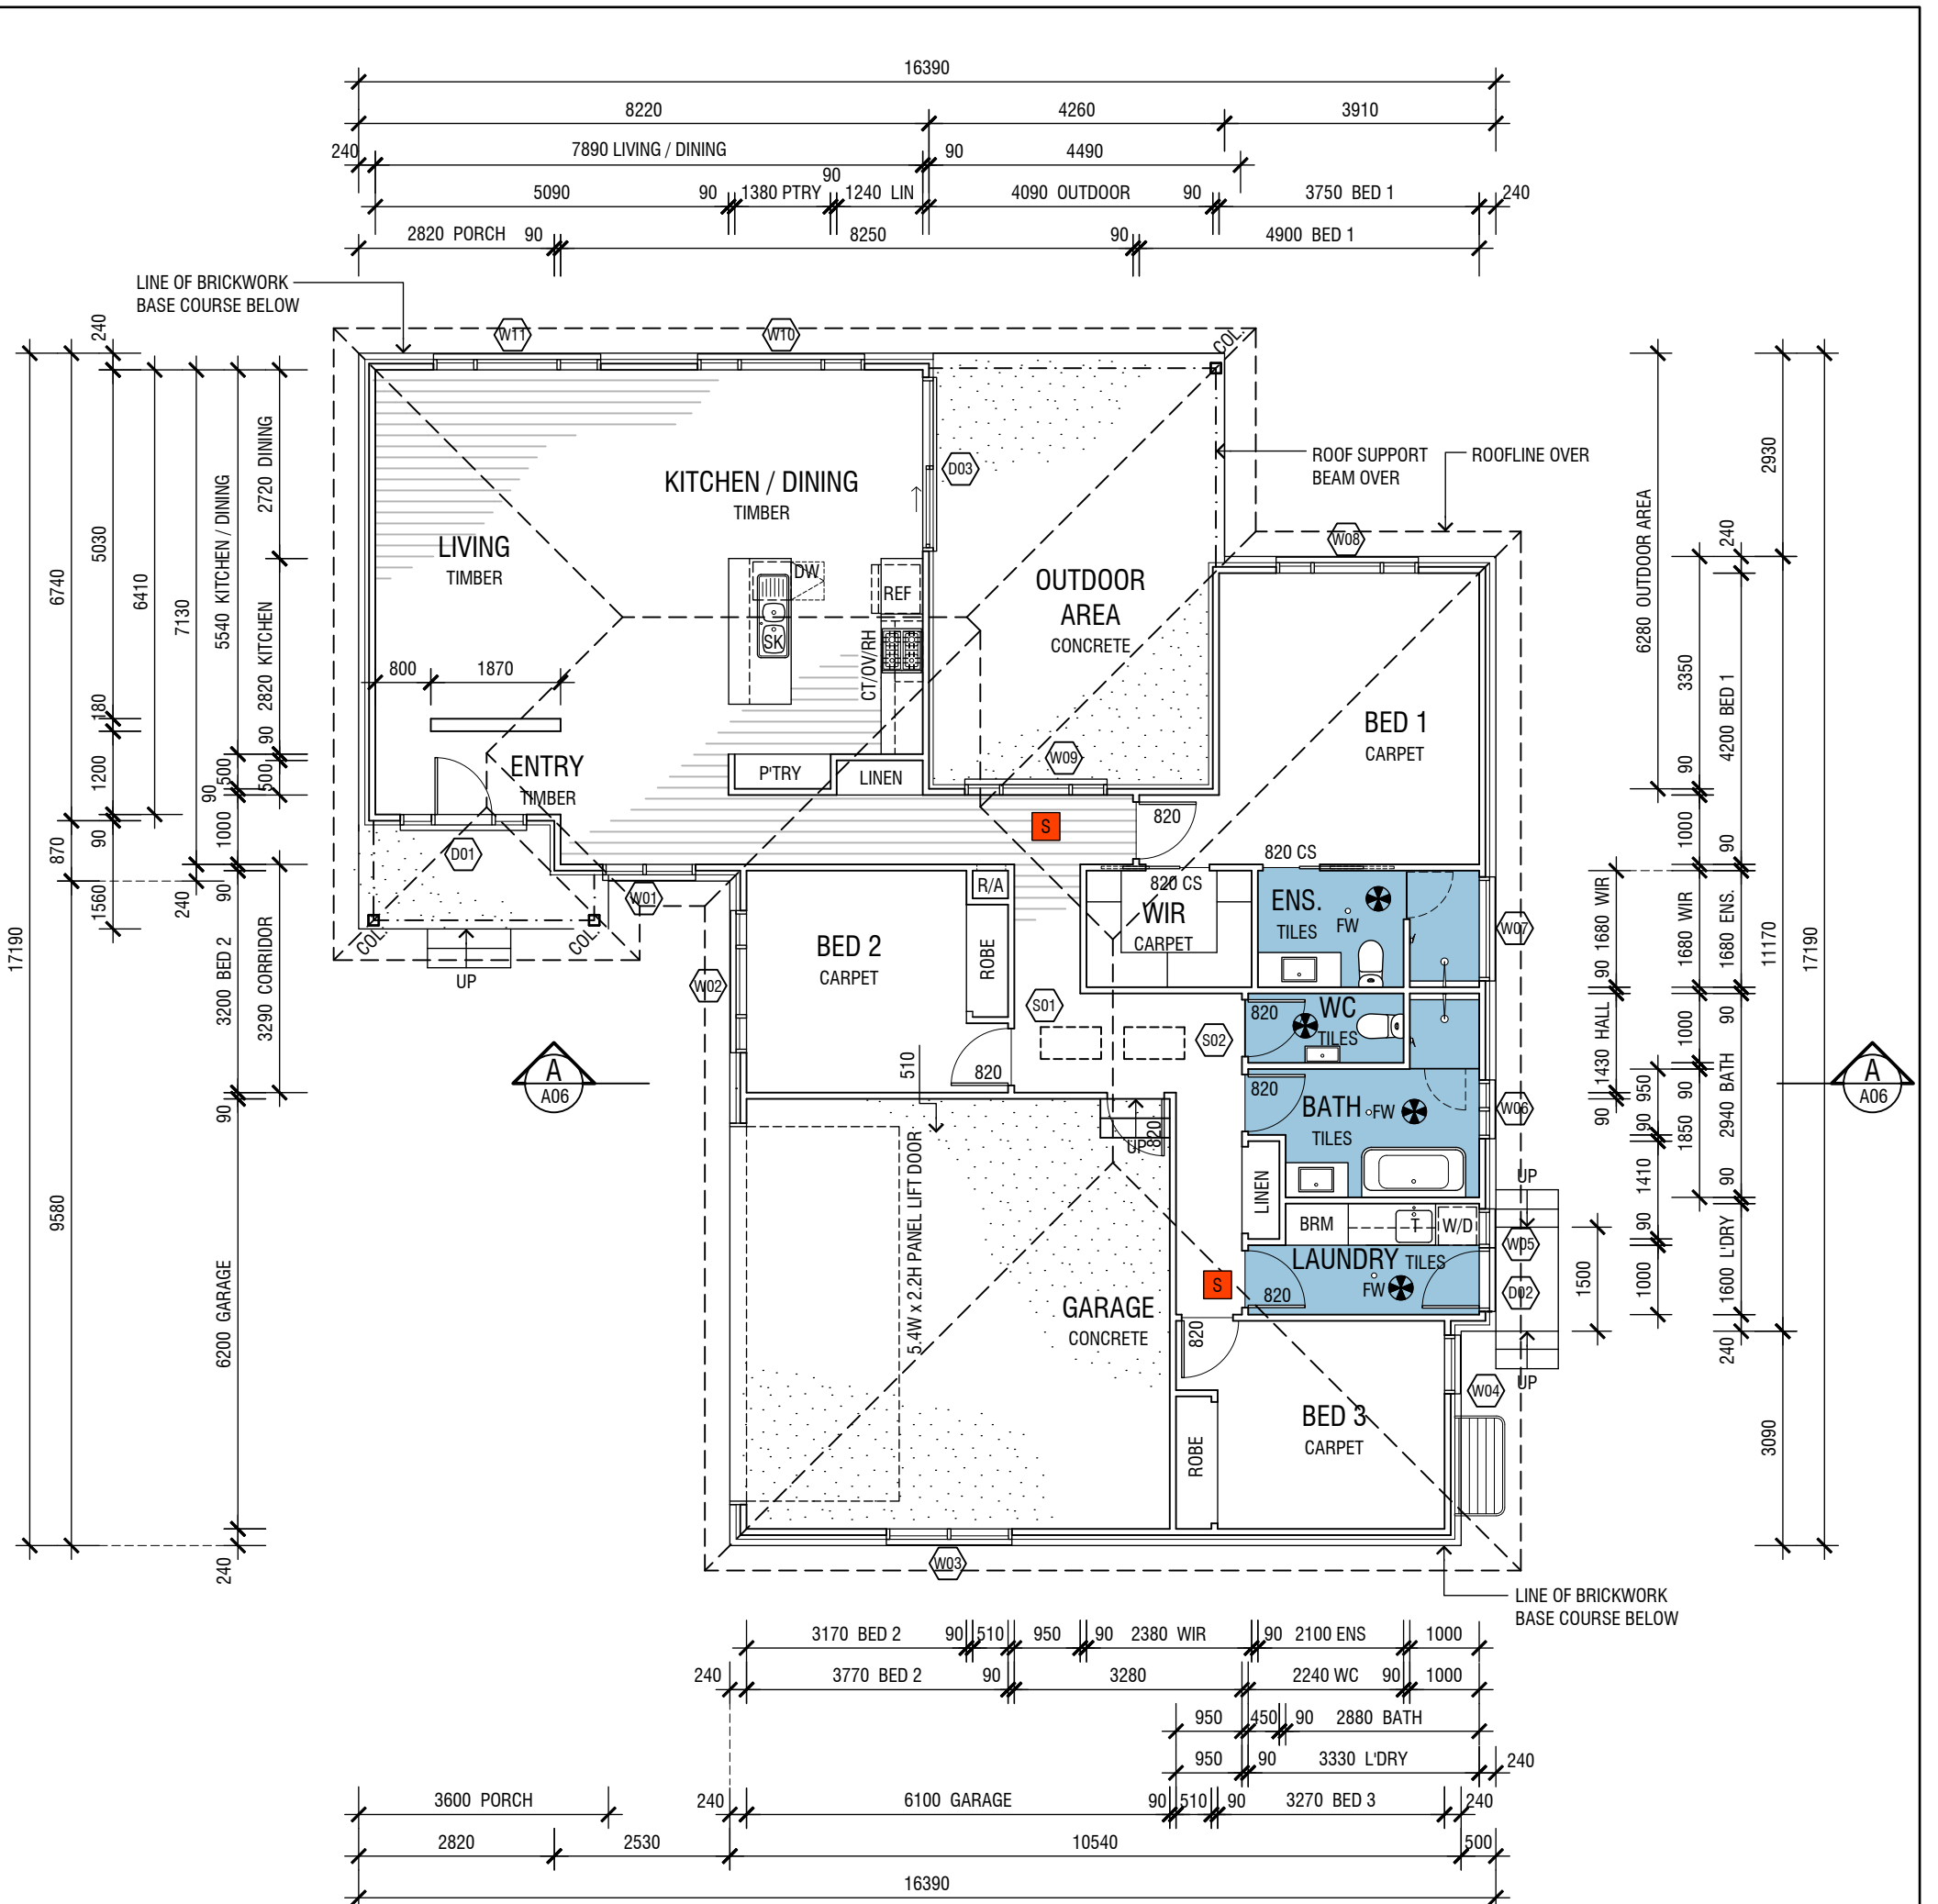 16390
8220 4260 3910
240 7890 LIVING / DINING 90 4490
5090 90 1380 PTRY 90 1240 LIN 4090 OUTDOOR 90 3750 BED 1 240
2820 PORCH 90 8250 90 4900 BED 1
LINE OF BRICKWORK
BASE COURSE BELOW
W11
W10
COL.
ROOF SUPPORT
BEAM OVER
ROOFLINE OVER
KITCHEN / DINING
TIMBER
D03
LIVING
TIMBER
W08
DW
REF
SK
CT/OV/RH
OUTDOOR
AREA
CONCRETE
800 1870
BED 1
CARPET
ENTRY
TIMBER
P'TRY
LINEN
W09
S
820
D01
820 CS
820 CS
R/A
W01
WIR
CARPET
ENS.
TILES
FW
W07
COL.
COL.
UP
BED 2
CARPET
ROBE
W02
S01
S02
820
WC
TILES
A
A06
510
820
820
BATH
FW
TILES
W06
A
A06
UP
820
5.4W x 2.2H PANEL LIFT DOOR
LINEN
BRM
T
W/D
UP
W05
LAUNDRY TILES
FW
S
820
D02
GARAGE
CONCRETE
820
W04
UP
BED 3
CARPET
ROBE
W03
LINE OF BRICKWORK
BASE COURSE BELOW
17190
6740
870
9580
240
5030
180
1200
90
1560
6410
7130
240
5540 KITCHEN / DINING
500
90
1000
90
3200 BED 2
90
6200 GARAGE
240
2720 DINING
2820 KITCHEN
90
500
3290 CORRIDOR
1680 WIR
90
1430 HALL
90
1500
6280 OUTDOOR AREA
950
90
1410
90
1000
3350
90
1000
1680 WIR
1000
90
1850
240
4200 BED 1
90
1680 ENS.
90
2940 BATH
90
1600 L'DRY
240
2930
11170
3090
17190
3170 BED 2 90 510 950 90 2380 WIR 90 2100 ENS 1000
240 3770 BED 2 90 3280 2240 WC 90 1000
950 450 90 2880 BATH
950 90 3330 L'DRY 240
3600 PORCH 240 6100 GARAGE 90 510 90 3270 BED 3 240
2820 2530 10540 500
16390